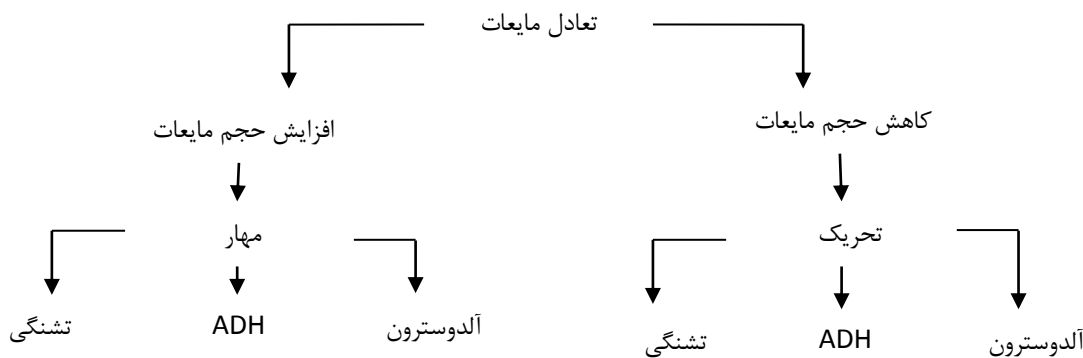 تعادل مایعات
کاهش حجم مایعات
افزایش حجم مایعات
تحریک
مهار
آلدوسترون
ADH
تشنگی
آلدوسترون
ADH
تشنگی